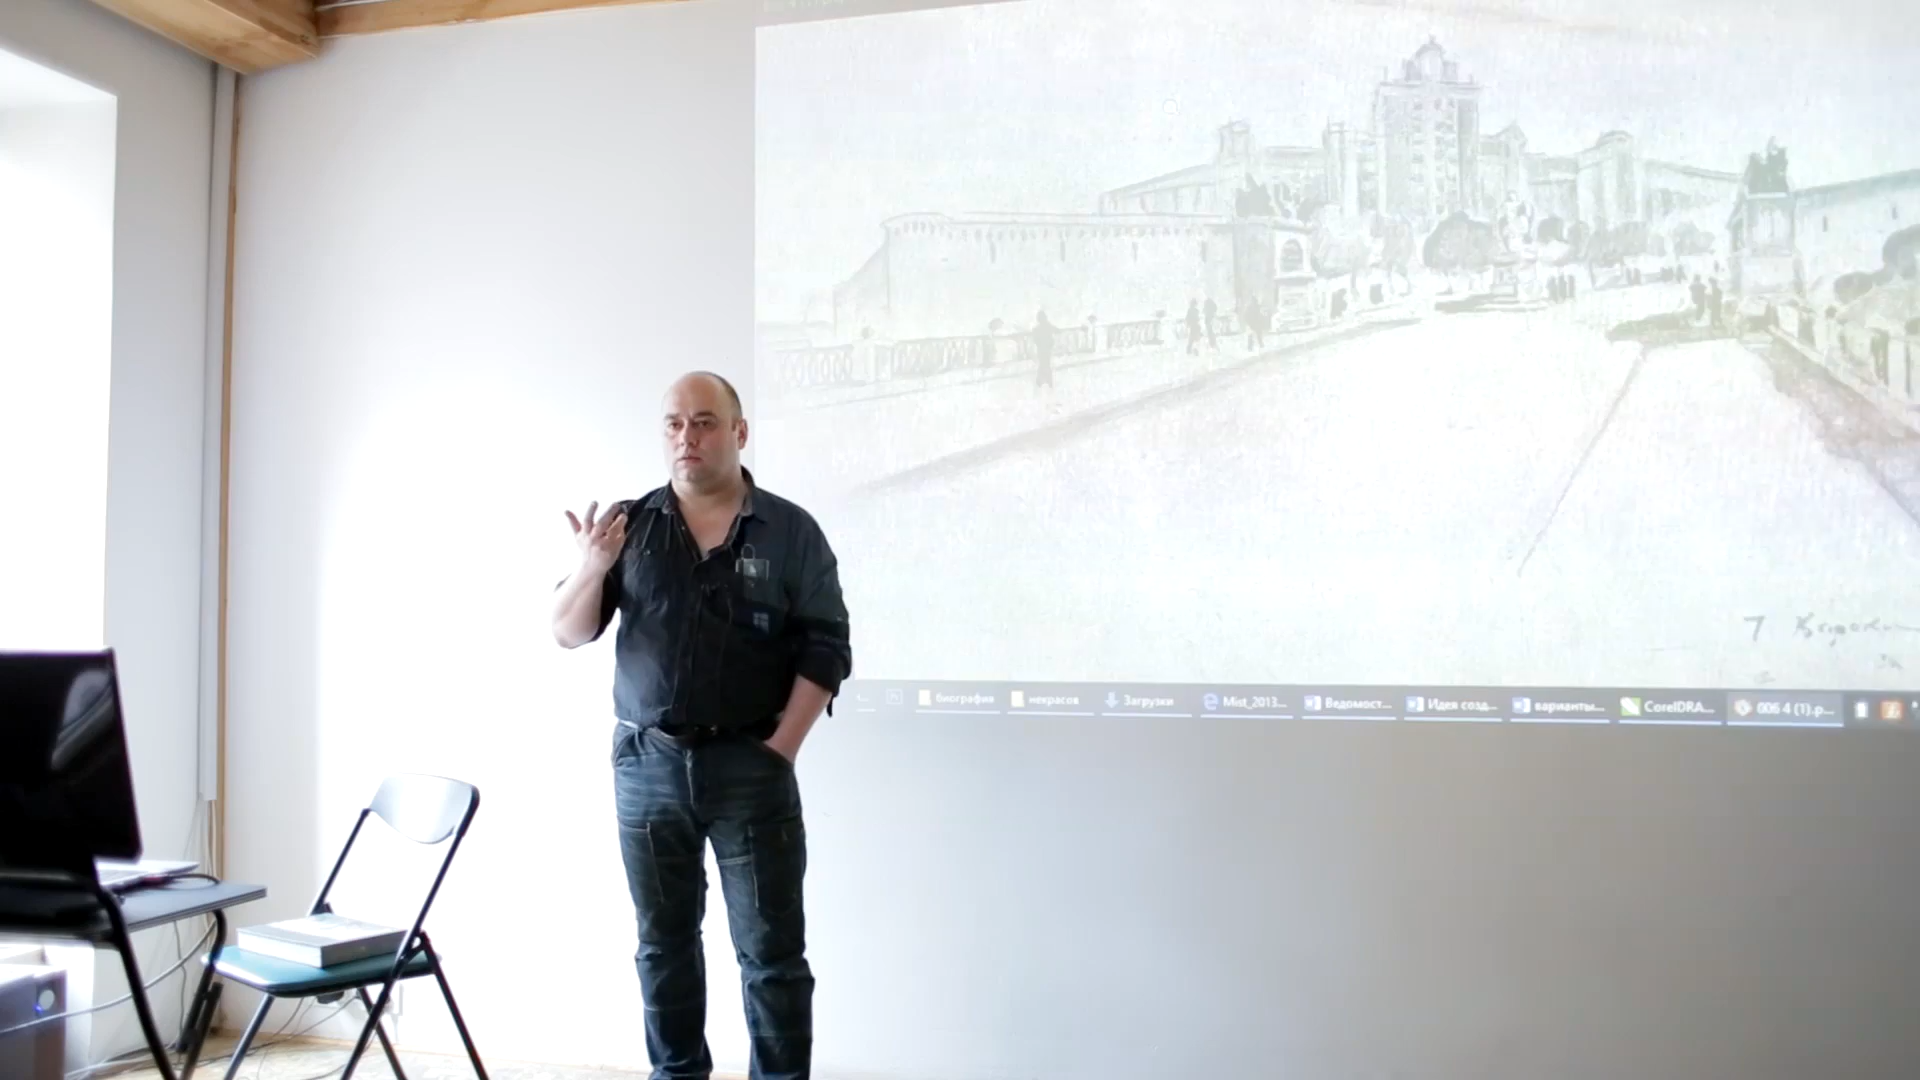 биография некрасов Загрузки Mist_2013... Ведомост... Идея созд... варианты... CorelDRA... 006 4 (1).p...